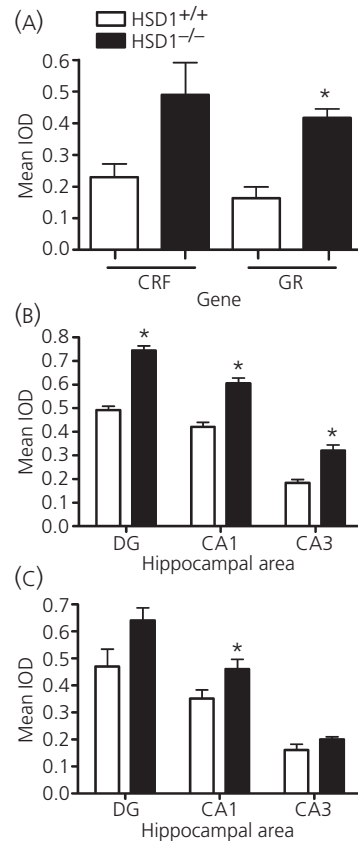 (A)
HSD1+/+
HSD1−/−
Mean IOD
0.6
0.5
0.4
0.3
0.2
0.1
0.0
*
CRF GR
Gene
(B)
Mean IOD
0.8
0.7
0.6
0.5
0.4
0.3
0.2
0.1
0.0
* * *
DG CA1 CA3
Hippocampal area
(C)
Mean IOD
0.7
0.6
0.5
0.4
0.3
0.2
0.1
0.0
*
DG CA1 CA3
Hippocampal area